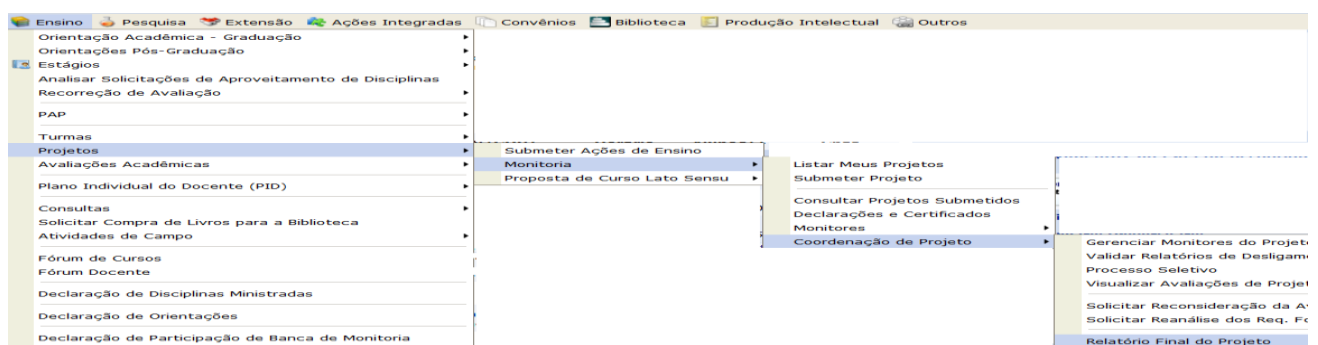 Ensino Pesquisa Extensão Ações Integradas Convênios Biblioteca Produção Intelectual Outros
Orientação Acadêmica - Graduação
Orientações Pós-Graduação
Estágios
Analisar Solicitações de Aproveitamento de Disciplinas
Recorreção de Avaliação
PAP
Turmas
Projetos
Avaliações Acadêmicas
Plano Individual do Docente (PID)
Consultas
Solicitar Compra de Livros para a Biblioteca
Atividades de Campo
Fórum de Cursos
Fórum Docente
Declaração de Disciplinas Ministradas
Declaração de Orientações
Declaração de Participação de Banca de Monitoria
Submeter Ações de Ensino
Monitoria
Proposta de Curso Lato Sensu
Listar Meus Projetos
Submeter Projeto
Consultar Projetos Submetidos
Declarações e Certificados
Monitores
Coordenação de Projeto
Gerenciar Monitores do Projet
Validar Relatórios de Desligam
Processo Seletivo
Visualizar Avaliações de Proje
Solicitar Reconsideração da A
Solicitar Reanálise dos Req. Fo
Relatório Final do Projeto